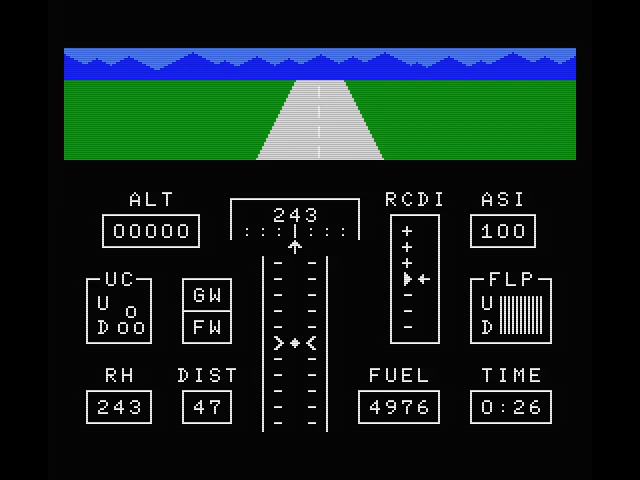 ALT RCDI ASI
243
00000 100
UC FLP
U GW U
D FW D
RH DIST FUEL TIME
243 47 4976 0:26